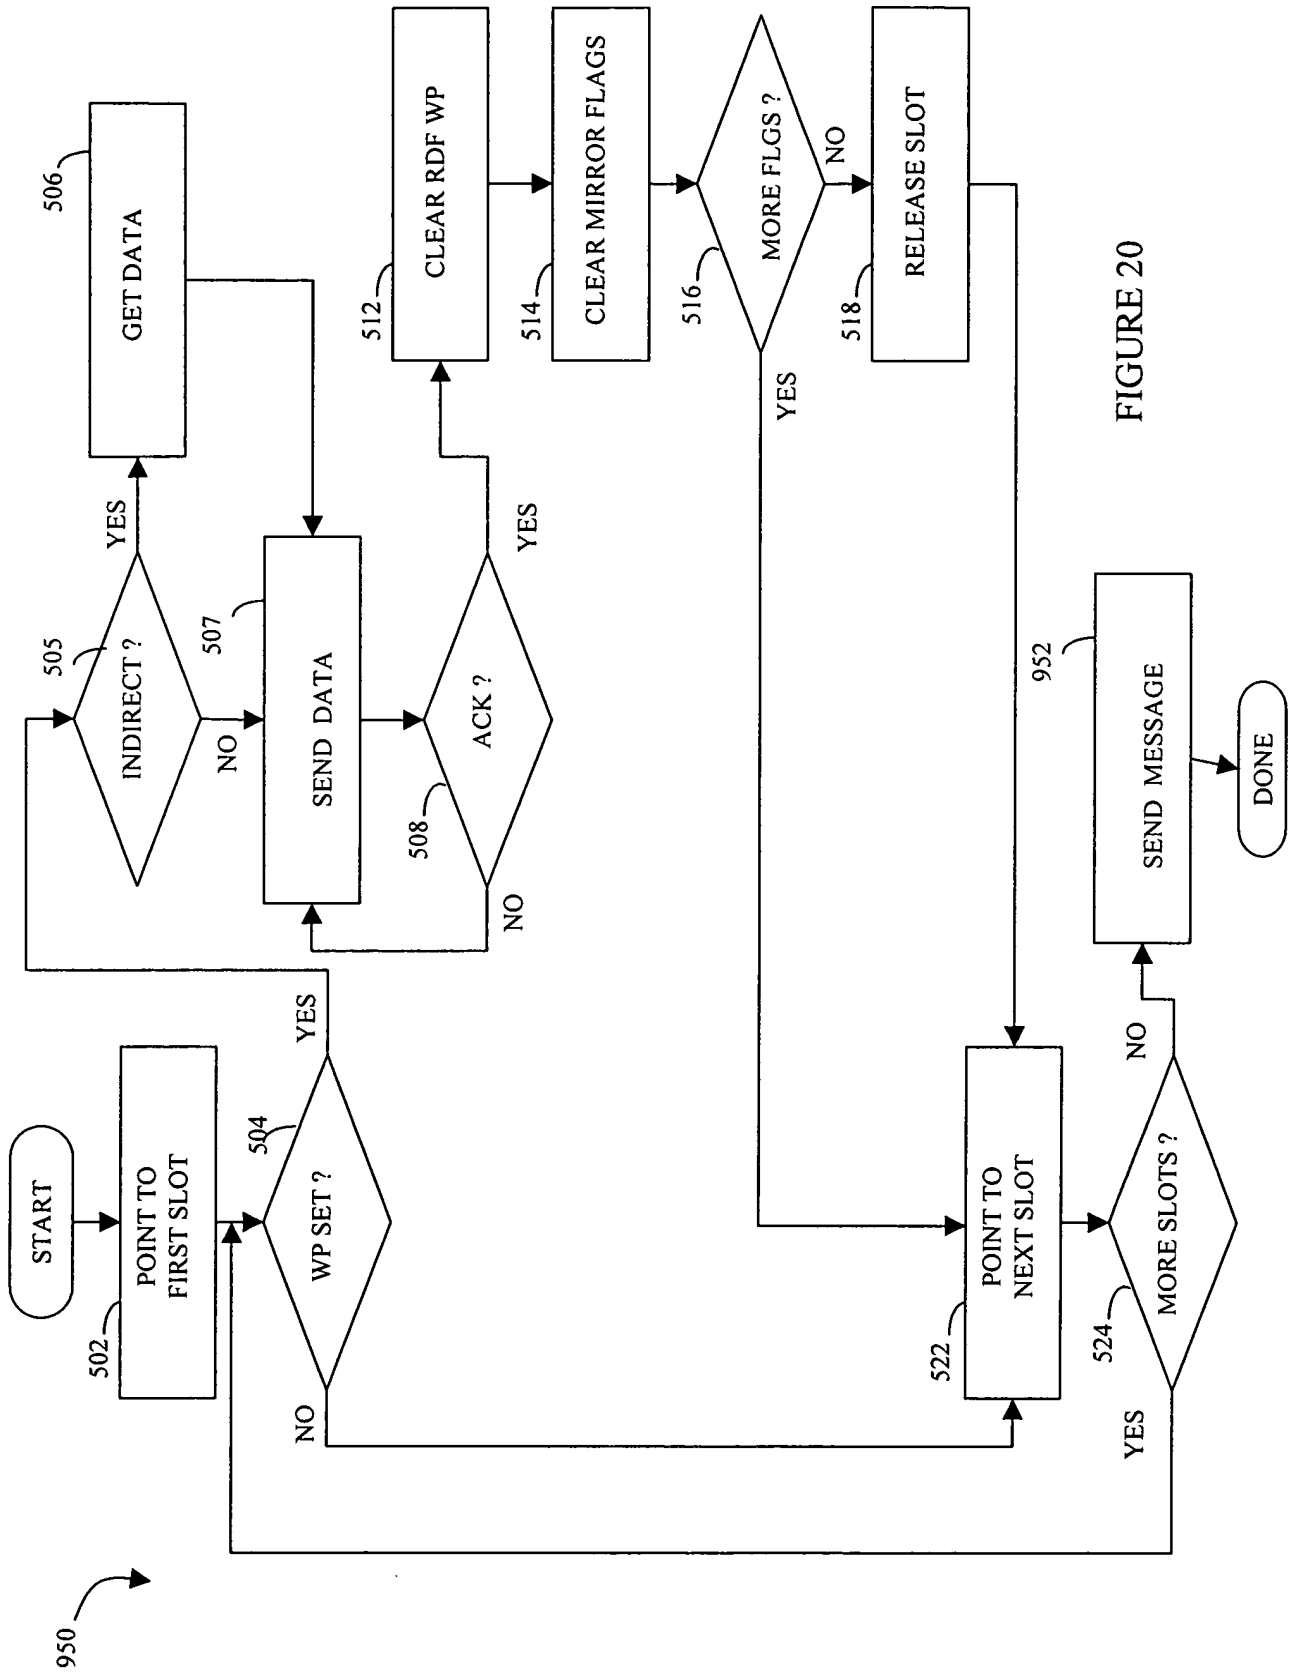 950
START
502
POINT TO
FIRST SLOT
504
WP SET ?
YES
NO
505
INDIRECT ?
YES
NO
506
GET DATA
507
SEND DATA
508
ACK ?
YES
NO
512
CLEAR RDF WP
514
CLEAR MIRROR FLAGS
516
MORE FLGS ?
YES
NO
518
RELEASE SLOT
522
POINT TO
NEXT SLOT
524
MORE SLOTS ?
YES
NO
952
SEND MESSAGE
DONE
FIGURE 20